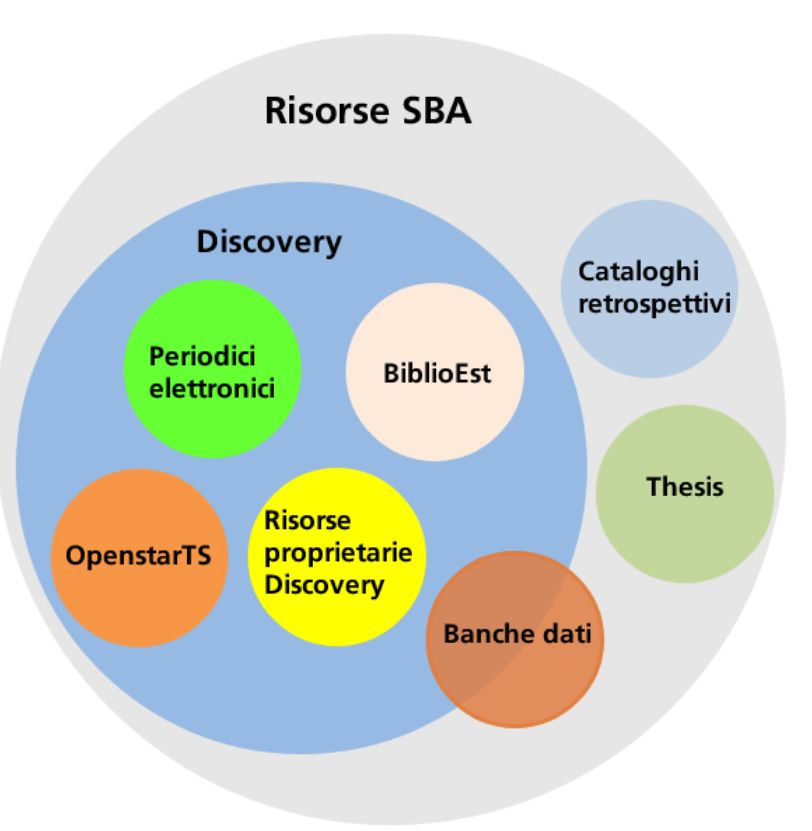 Risorse SBA
Discovery
Cataloghi
retrospettivi
Periodici
elettronici
BiblioEst
Thesis
OpenstarTS
Risorse
proprietarie
Discovery
Banche dati